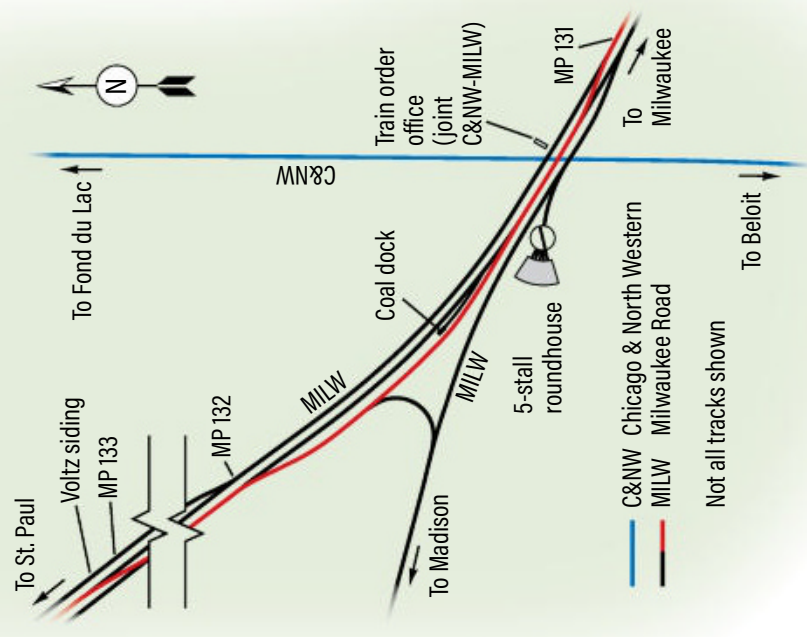 To St. Paul
Voltz siding
MP 133
MP 132
MILW
MILW
To Madison
To Fond du Lac
N
C&NW
Coal dock
5-stall
roundhouse
Train order
office
(joint
C&NW-MILW)
MP 131
To
Milwaukee
To Beloit
C&NW Chicago & North Western
MILW Milwaukee Road
Not all tracks shown